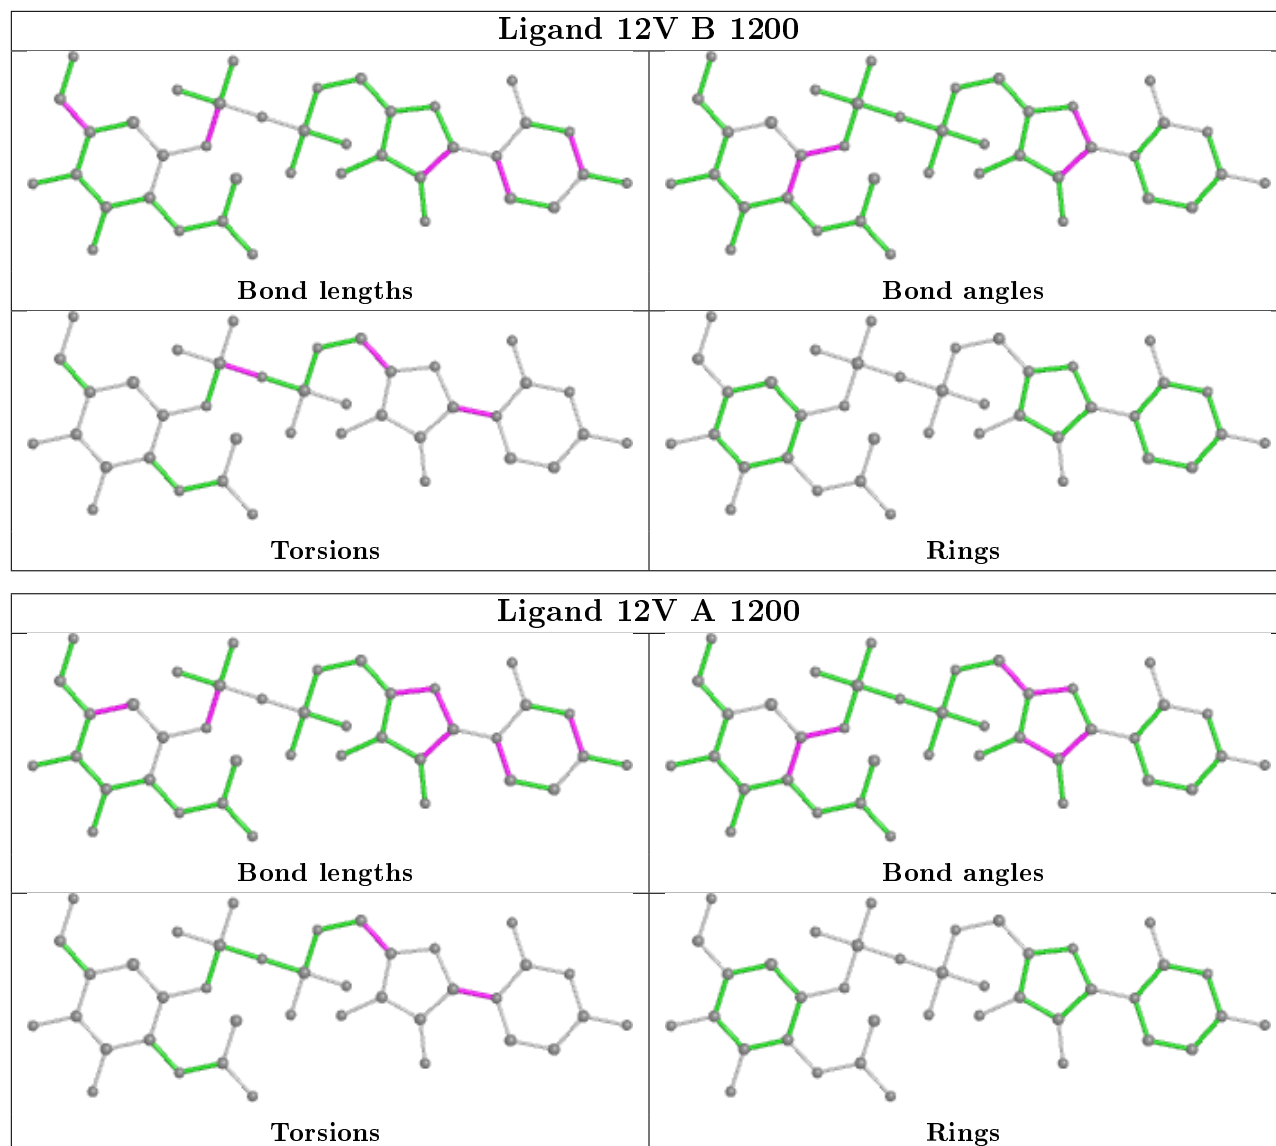 Ligand 12V B 1200
Bond lengths
Bond angles
Torsions
Rings
Ligand 12V A 1200
Bond lengths
Bond angles
Torsions
Rings